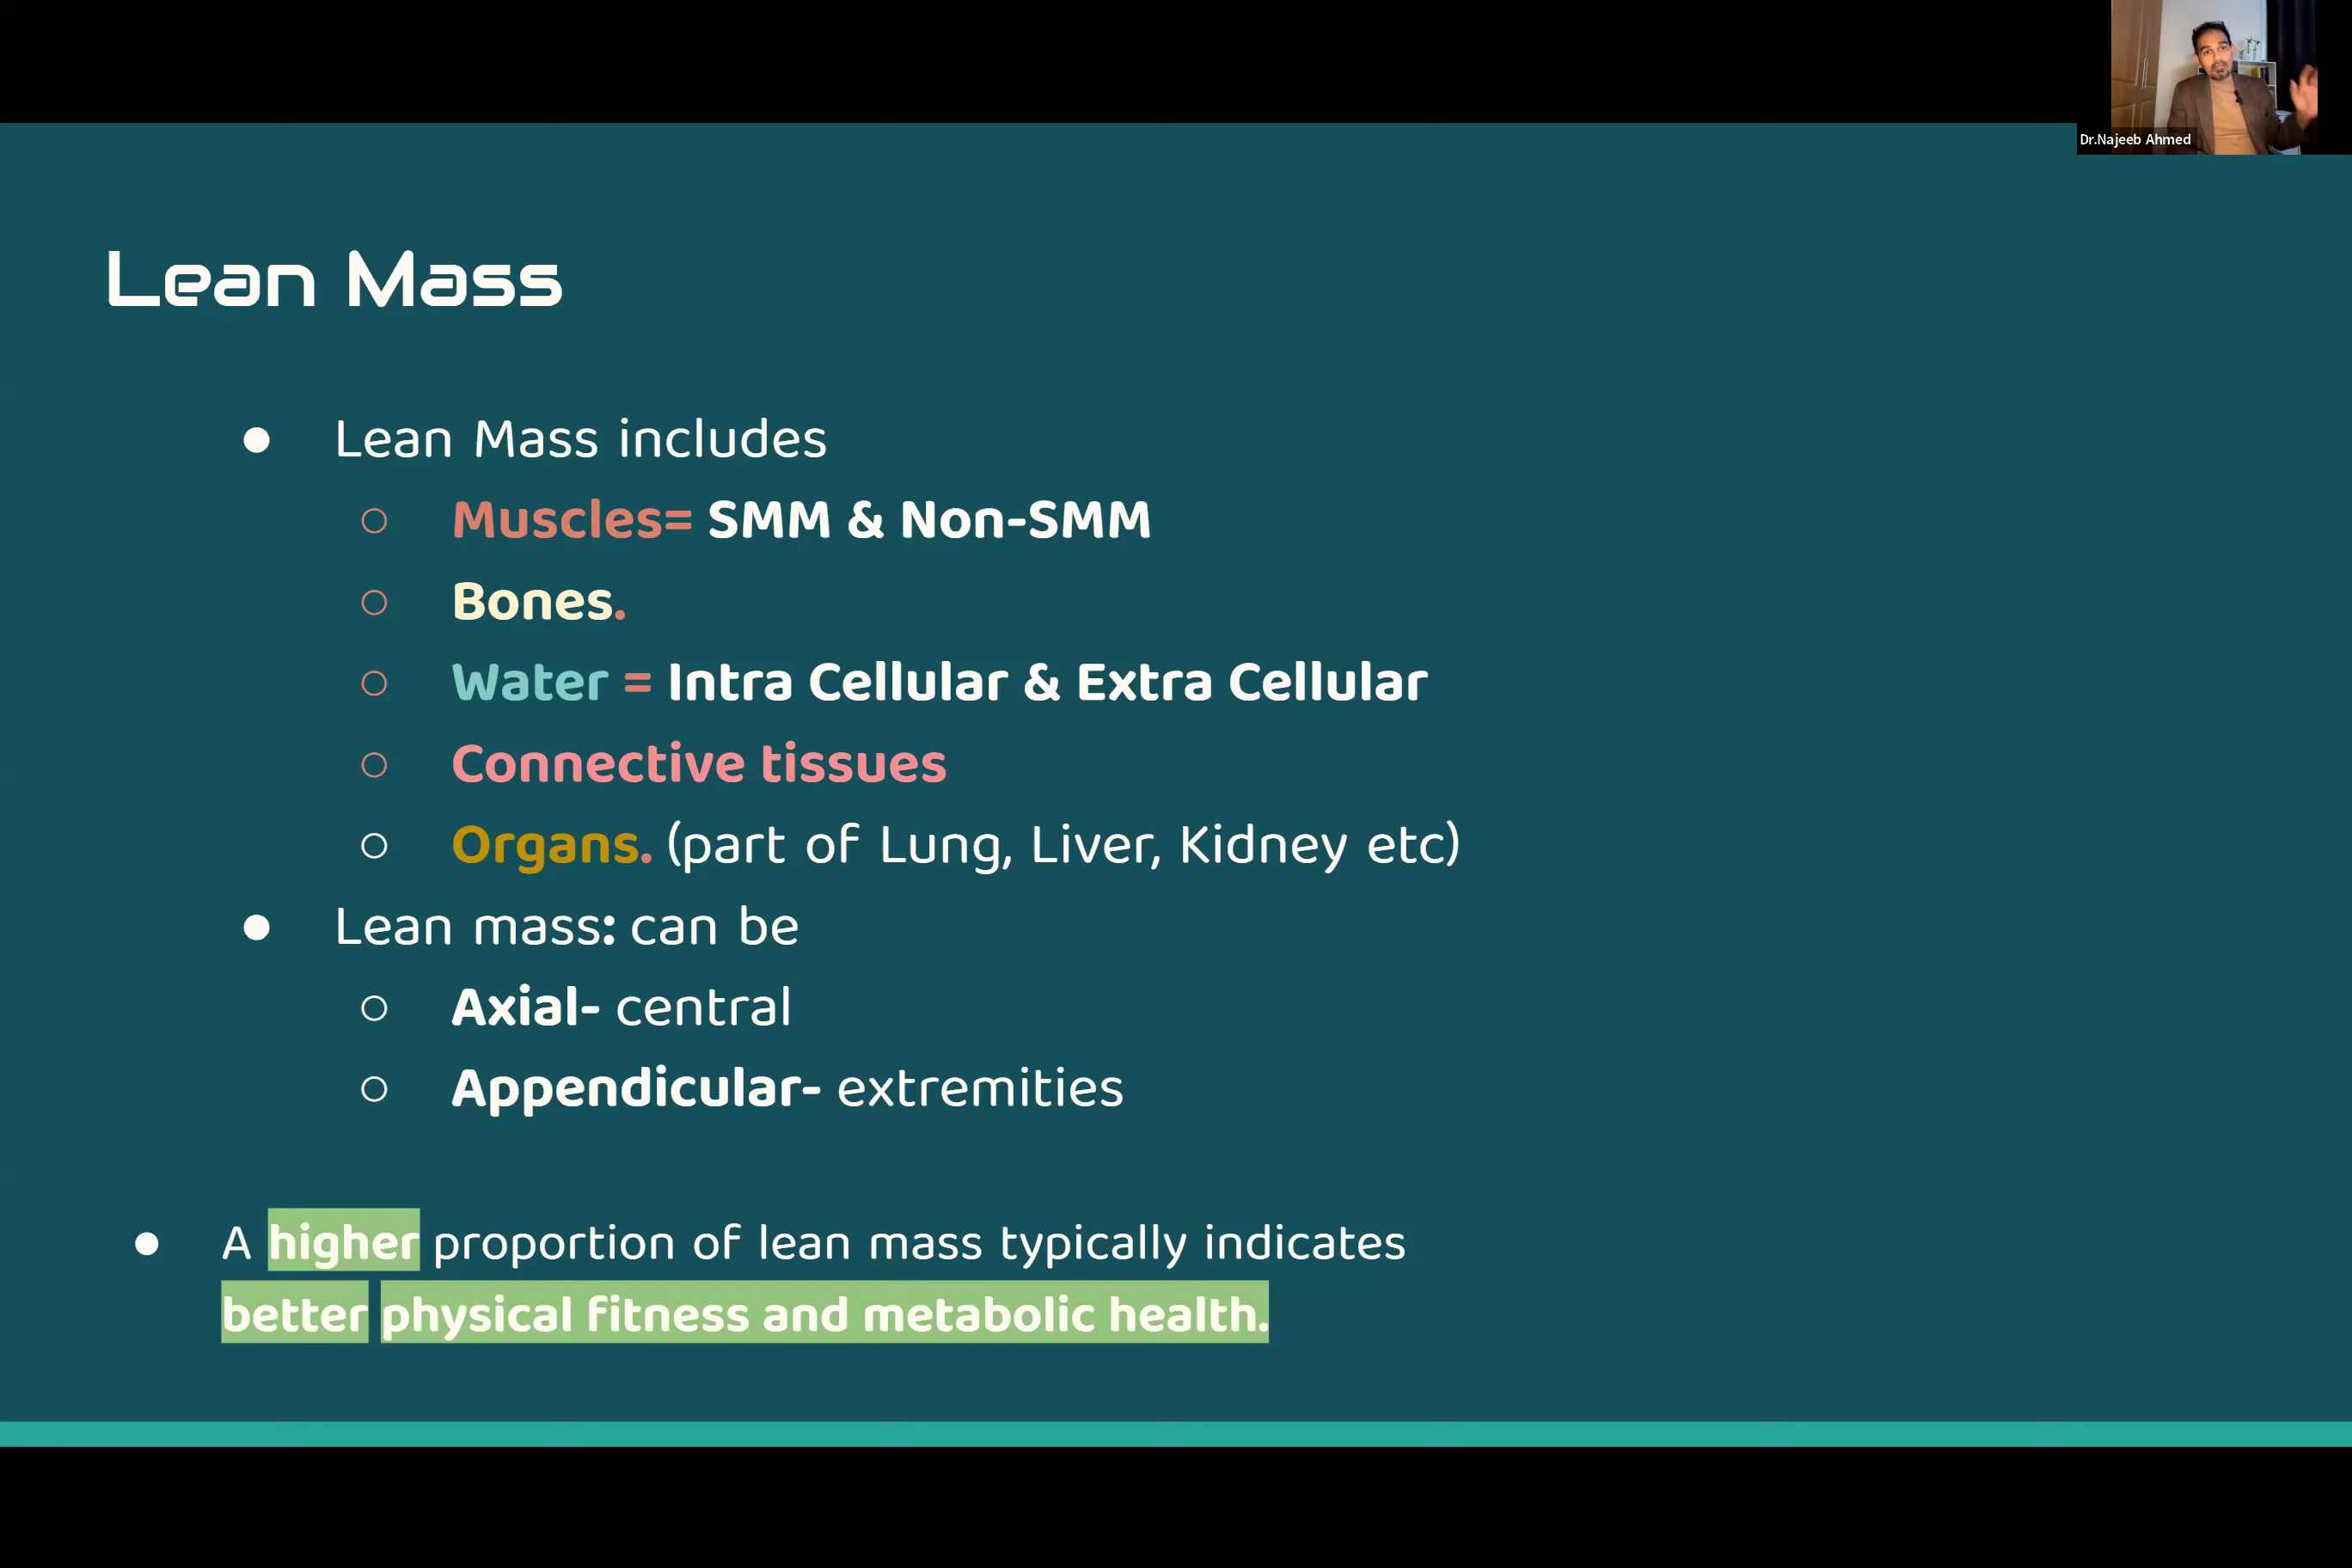 Dr.Najeeb Ahmed
Lean Mass
● Lean Mass includes
○ Muscles= SMM & Non-SMM
○ Bones.
○ Water = Intra Cellular & Extra Cellular
○ Connective tissues
○ Organs. (part of Lung, Liver, Kidney etc)
● Lean mass: can be
○ Axial- central
○ Appendicular- extremities
● A higher proportion of lean mass typically indicates
better physical fitness and metabolic health.